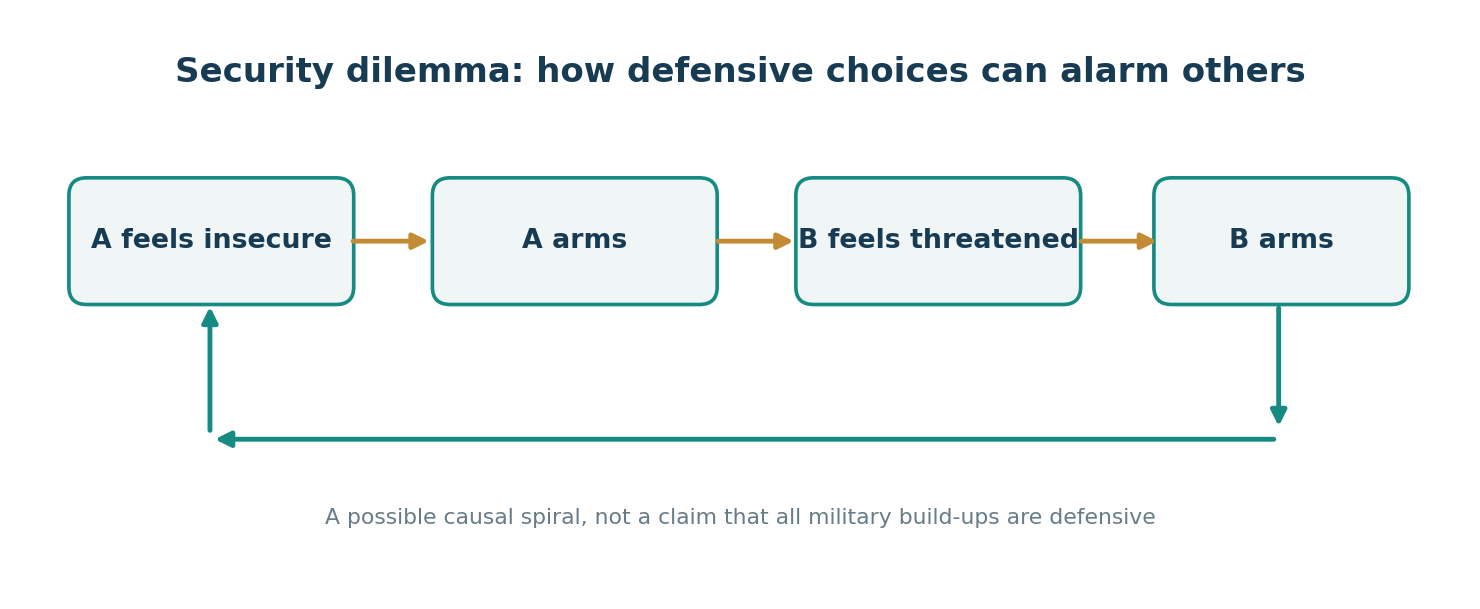 Security dilemma: how defensive choices can alarm others
A feels insecure
A arms
B feels threatened
B arms
A possible causal spiral, not a claim that all military build-ups are defensive